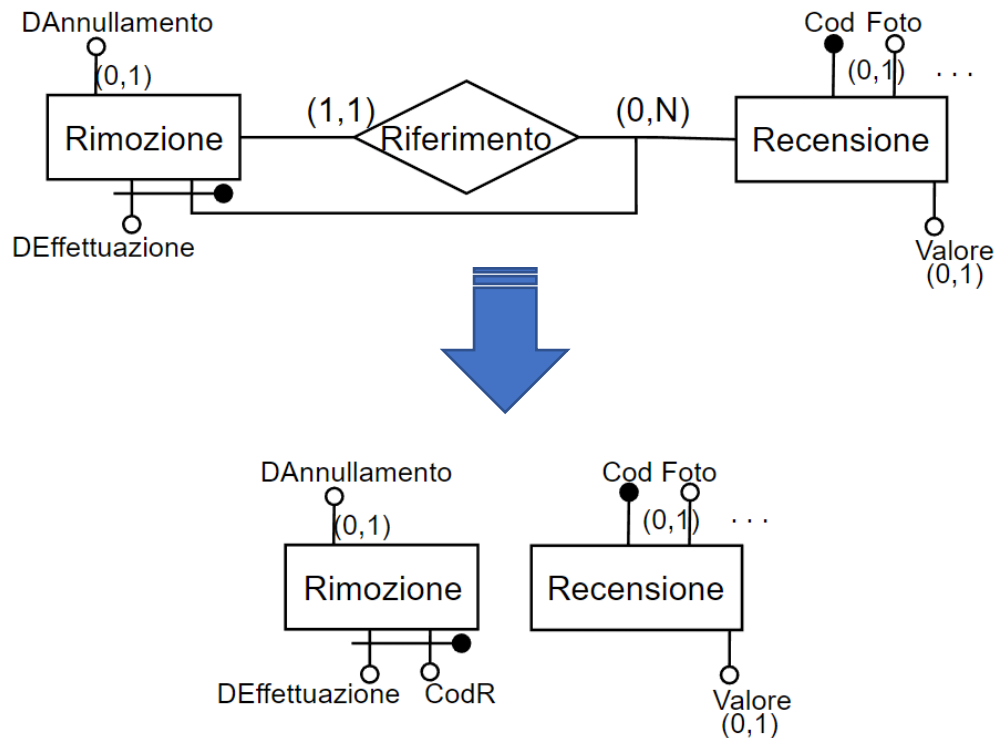 DAnnullamento
Cod Foto
(0,1)
(0,1) . . .
(1,1)
(0,N)
Rimozione
Riferimento
Recensione
DEffettuazione
Valore
(0,1)
DAnnullamento
Cod Foto
(0,1)
(0,1) . . .
Rimozione
Recensione
DEffettuazione
CodR
Valore
(0,1)